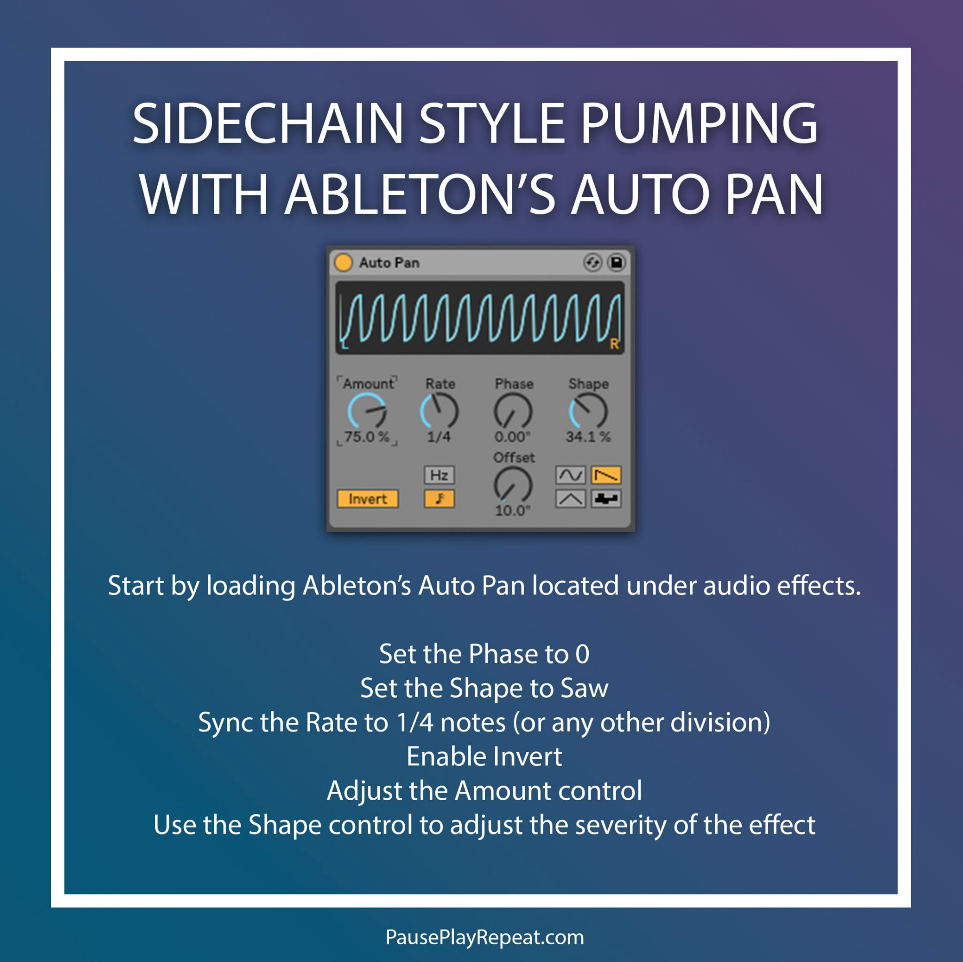 SIDECHAIN STYLE PUMPING
WITH ABLETON’S AUTO PAN
Auto Pan
L
R
Amount Rate Phase Shape
75.0 % 1/4 0.00° 34.1 %
Offset
Hz
Invert
10.0°
Start by loading Ableton’s Auto Pan located under audio effects.
Set the Phase to 0
Set the Shape to Saw
Sync the Rate to 1/4 notes (or any other division)
Enable Invert
Adjust the Amount control
Use the Shape control to adjust the severity of the effect
PausePlayRepeat.com